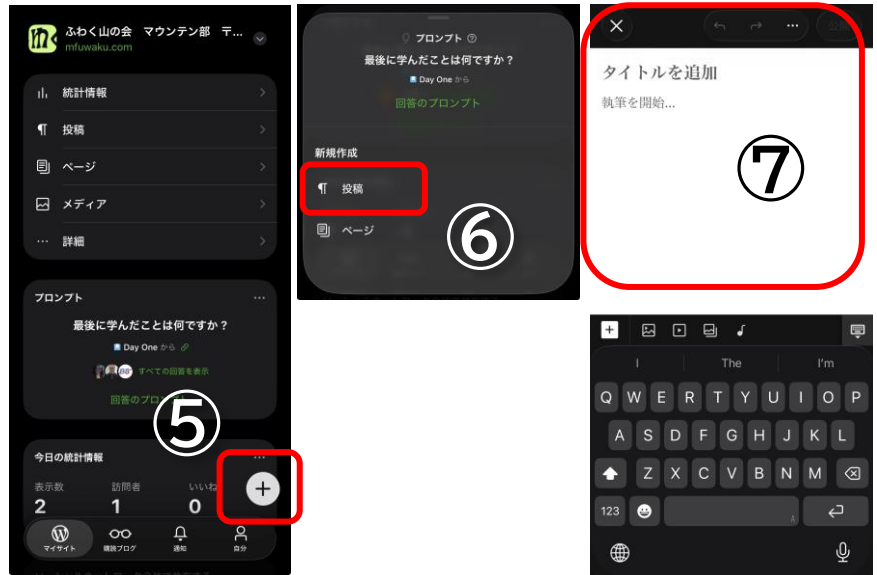 ふわく山の会　マウンテン部　〒...
mfuwaku.com
統計情報
投稿
ページ
メディア
詳細
プロンプト
最後に学んだことは何ですか？
Day One から
すべての回答を表示
回答のプロ
⑤
今日の統計情報
表示数 訪問者 いいね
2 1 0
マイサイト 購読ブログ 通知 自分
プロンプト
最後に学んだことは何ですか？
Day One から
回答のプロンプト
新規作成
投稿
ページ
⑥
タイトルを追加
執筆を開始...
⑦
I The I'm
Q W E R T Y U I O P
A S D F G H J K L
Z X C V B N M
123